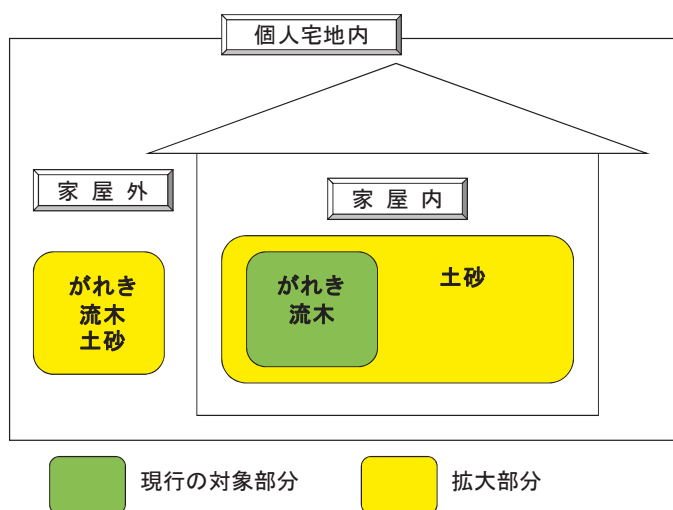 個人宅地内
家屋外
家屋内
がれき
流木
土砂
がれき
流木
土砂
現行の対象部分
拡大部分